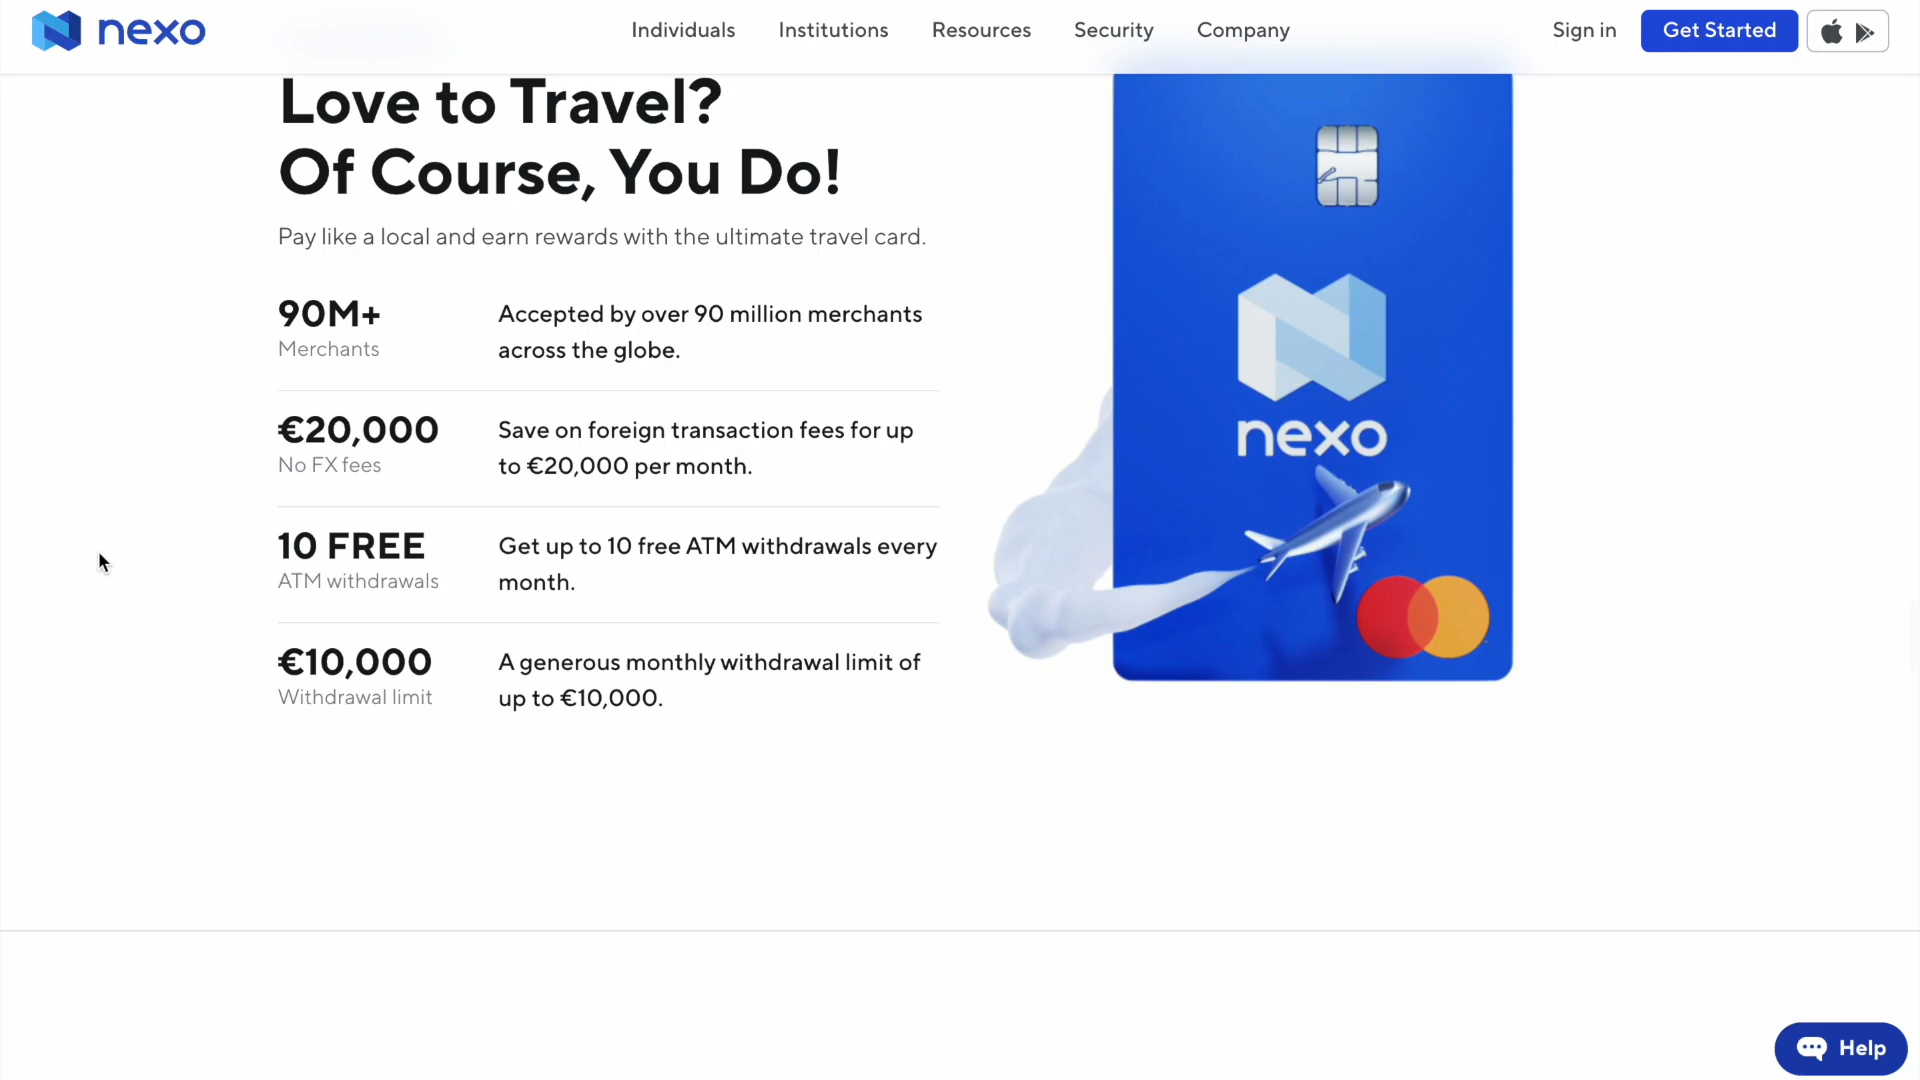 nexo
Individuals
Institutions
Resources
Security
Company
Sign in
Get Started
Love to Travel?
Of Course, You Do!
Pay like a local and earn rewards with the ultimate travel card.
90M+
Merchants
Accepted by over 90 million merchants
across the globe.
€20,000
No FX fees
Save on foreign transaction fees for up
to €20,000 per month.
10 FREE
ATM withdrawals
Get up to 10 free ATM withdrawals every
month.
€10,000
Withdrawal limit
A generous monthly withdrawal limit of
up to €10,000.
nexo
Help